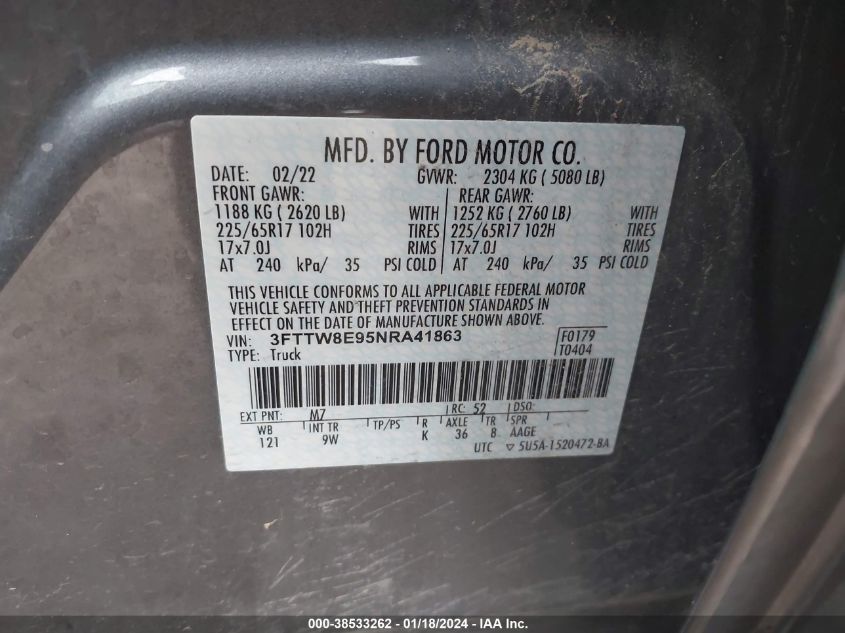 MFD. BY FORD MOTOR CO.
DATE: 02/22 GVWR: 2304 KG ( 5080 LB)
FRONT GAWR: REAR GAWR:
1188 KG ( 2620 LB) WITH 1252 KG ( 2760 LB) WITH
225/65R17 102H TIRES 225/65R17 102H TIRES
17x7.0J RIMS 17x7.0J RIMS
AT 240 kPa/ 35 PSI COLD AT 240 kPa/ 35 PSI COLD
THIS VEHICLE CONFORMS TO ALL APPLICABLE FEDERAL MOTOR
VEHICLE SAFETY AND THEFT PREVENTION STANDARDS IN
EFFECT ON THE DATE OF MANUFACTURE SHOWN ABOVE.
VIN: 3FTTW8E95NRA41863 F0179
TYPE: Truck T0404
EXT PNT: M7 RC: 52 DSO:
WB INT TR TP/PS R AXLE TR SPR
121 9W K 36 8 AAGE
UTC ▽ 5U5A-1520472-BA
000-38533262 - 01/18/2024 - IAA Inc.